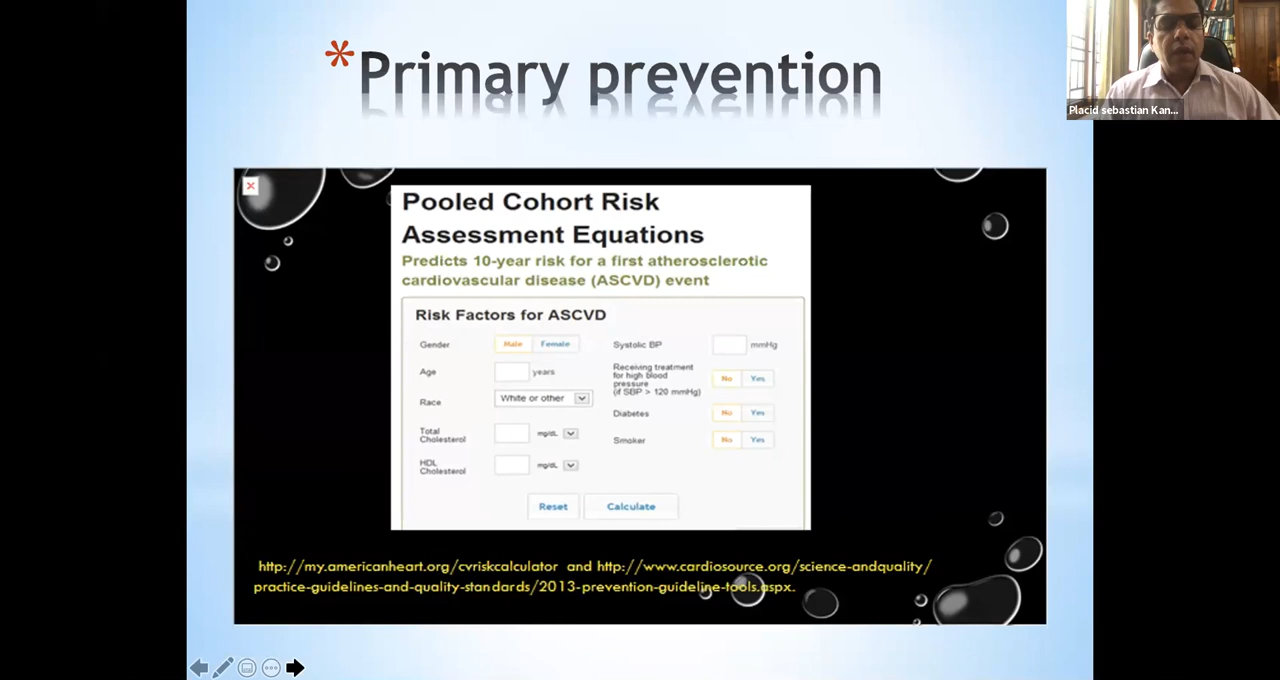 * Primary prevention
Placid sebastian Kan...
Pooled Cohort Risk
Assessment Equations
Predicts 10-year risk for a first atherosclerotic
cardiovascular disease (ASCVD) event
Risk Factors for ASCVD
Gender Male Female
Age years
Race White or other
Total
Cholesterol mg/dL
HDL
Cholesterol mg/dL
Systolic BP mmHg
Receiving treatment
for high blood
pressure
(if SBP > 120 mmHg) No Yes
Diabetes No Yes
Smoker No Yes
Reset Calculate
http://my.americanheart.org/cvriskcalculator and http://www.cardiosource.org/science-andquality/
practice-guidelines-and-quality-standards/2013-prevention-guideline-tools.aspx.